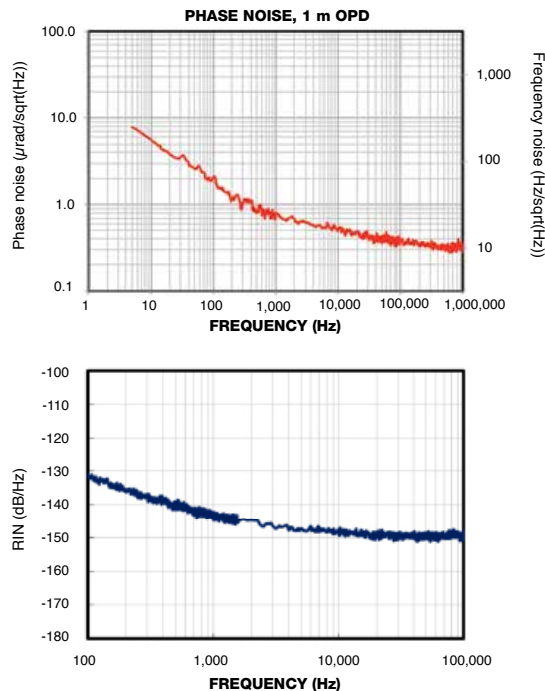 PHASE NOISE, 1 m OPD
Phase noise (µrad/sqrt(Hz))
100.0
10.0
1.0
0.1
Frequency noise (Hz/sqrt(Hz))
1,000
100
10
1 10 100 1,000 10,000 100,000 1,000,000
FREQUENCY (Hz)
RIN (dB/Hz)
-100
-110
-120
-130
-140
-150
-160
-170
-180
100 1,000 10,000 100,000
FREQUENCY (Hz)